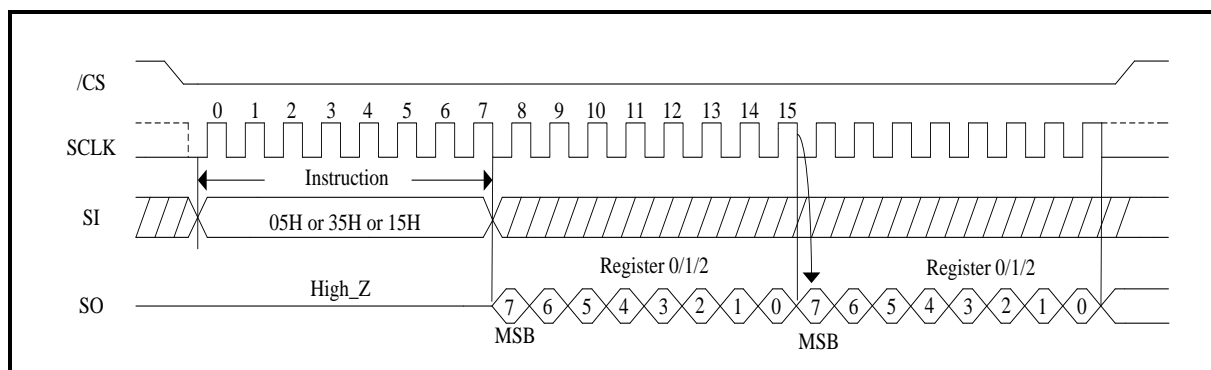 /CS
0 1 2 3 4 5 6 7 8 9 10 11 12 13 14 15
SCLK
Instruction
SI
05H or 35H or 15H
Register 0/1/2 Register 0/1/2
High_Z
SO
7 6 5 4 3 2 1 0 7 6 5 4 3 2 1 0
MSB MSB